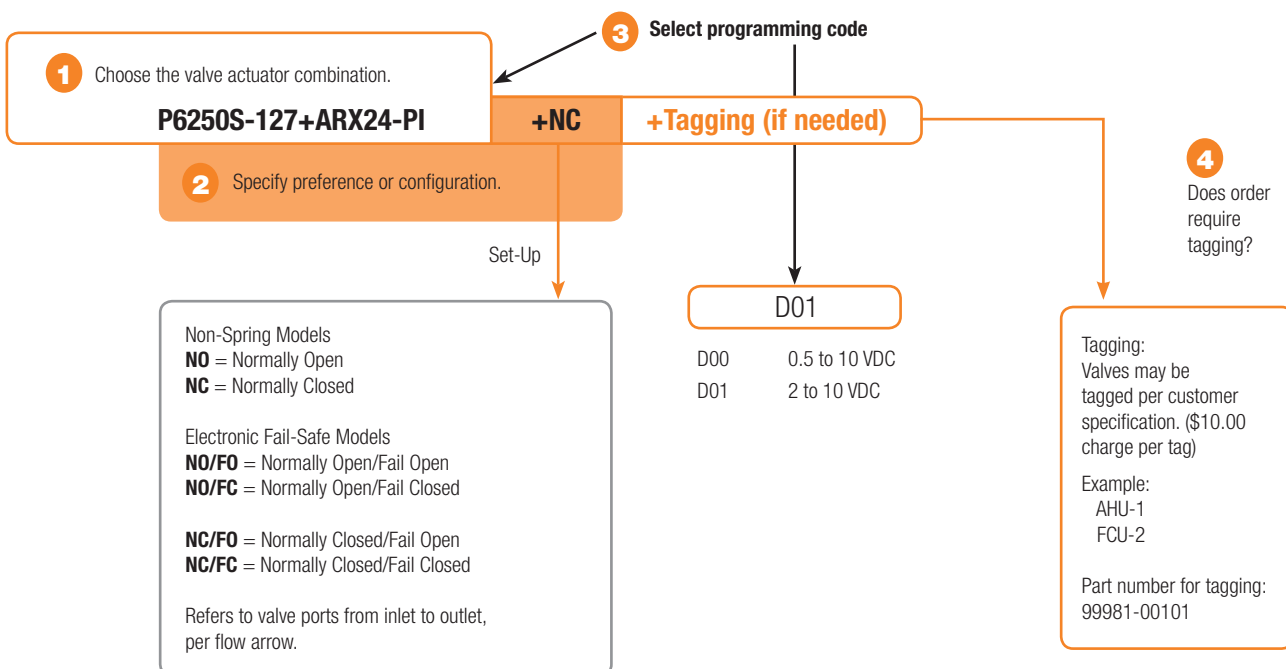 3 Select programming code
1 Choose the valve actuator combination.
P6250S-127+ARX24-PI +NC +Tagging (if needed)
2 Specify preference or configuration.
4
Does order
require
tagging?
Set-Up
Non-Spring Models
NO = Normally Open
NC = Normally Closed
Electronic Fail-Safe Models
NO/FO = Normally Open/Fail Open
NO/FC = Normally Open/Fail Closed
NC/FO = Normally Closed/Fail Open
NC/FC = Normally Closed/Fail Closed
Refers to valve ports from inlet to outlet,
per flow arrow.
D01
D00 0.5 to 10 VDC
D01 2 to 10 VDC
Tagging:
Valves may be
tagged per customer
specification. ($10.00
charge per tag)
Example:
AHU-1
FCU-2
Part number for tagging:
99981-00101